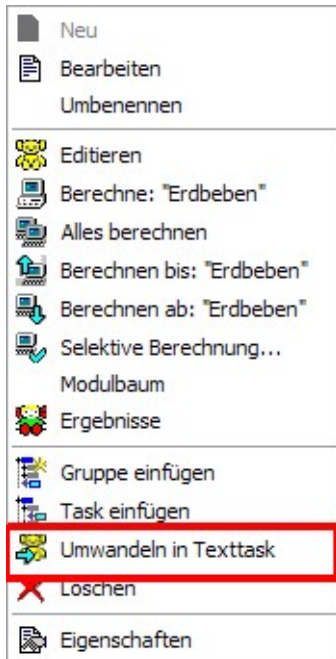 Neu
Bearbeiten
Umbenennen
Editieren
Berechne: "Erdbeben"
Alles berechnen
Berechnen bis: "Erdbeben"
Berechnen ab: "Erdbeben"
Selektive Berechnung...
Modulbaum
Ergebnisse
Gruppe einfügen
Task einfügen
Umwandeln in Texttask
Löschen
Eigenschaften